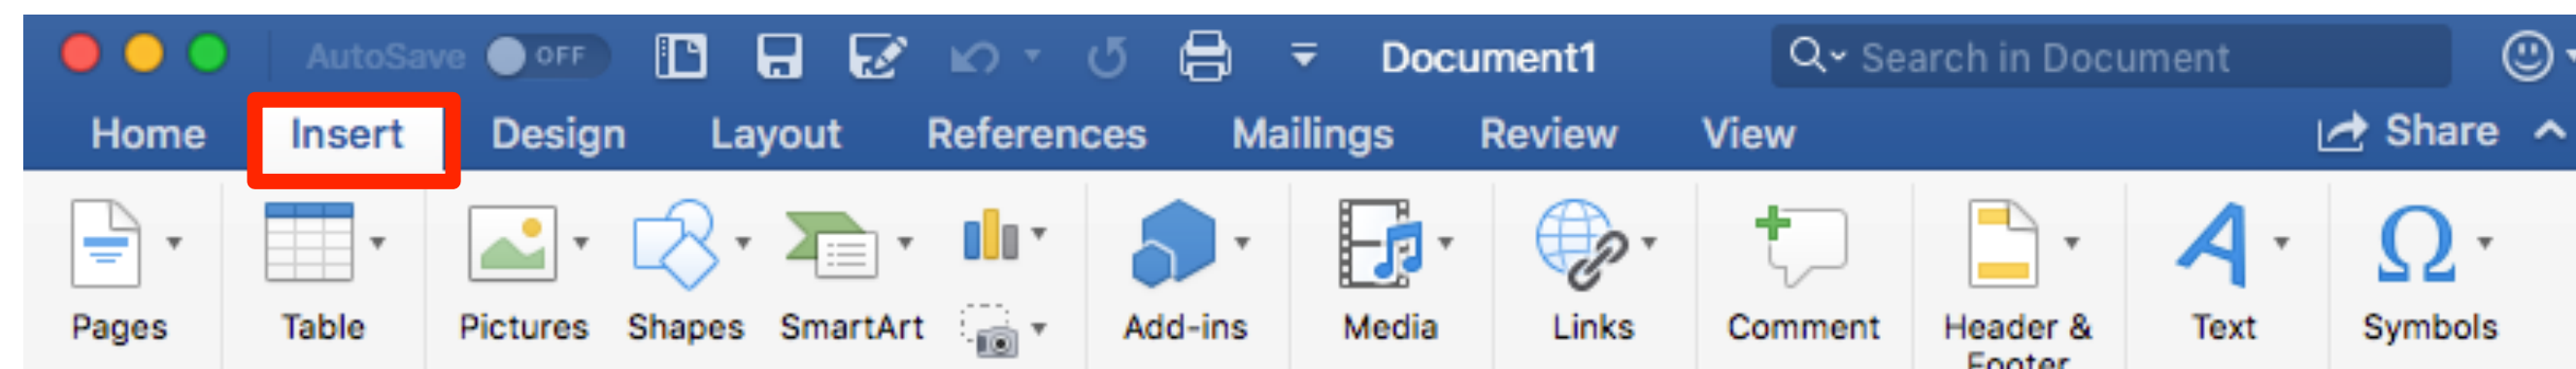 AutoSave OFF Document1 Search in Document
Home Insert Design Layout References Mailings Review View Share
Pages Table Pictures Shapes SmartArt Add-ins Media Links Comment Header & Text Symbols
Footer